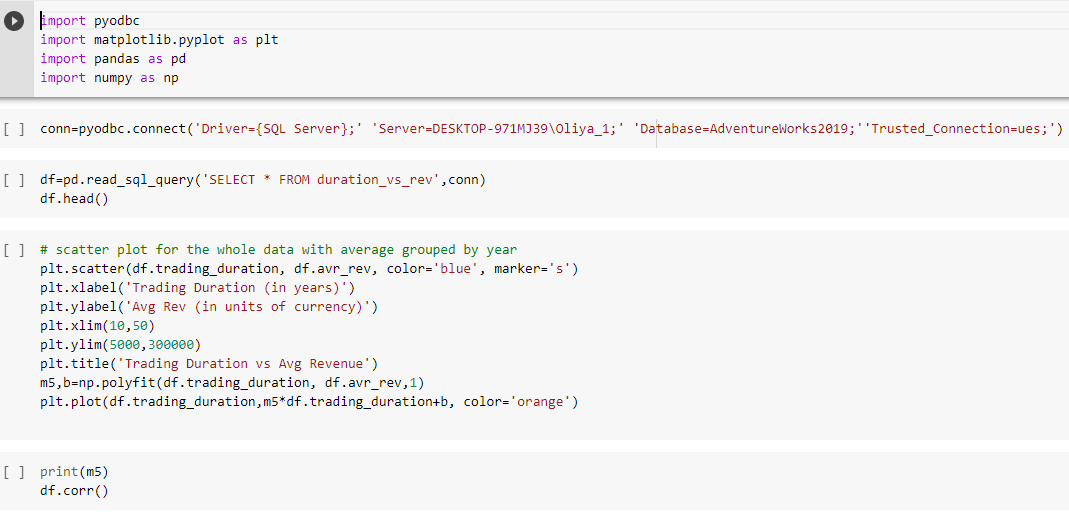 import pyodbc
import matplotlib.pyplot as plt
import pandas as pd
import numpy as np
[ ] conn=pyodbc.connect('Driver={SQL Server};' 'Server=DESKTOP-971MJ39\Oliya_1;' 'Database=AdventureWorks2019;''Trusted_Connection=ues;')
[ ] df=pd.read_sql_query('SELECT * FROM duration_vs_rev',conn)
df.head()
[ ] # scatter plot for the whole data with average grouped by year
plt.scatter(df.trading_duration, df.avr_rev, color='blue', marker='s')
plt.xlabel('Trading Duration (in years)')
plt.ylabel('Avg Rev (in units of currency)')
plt.xlim(10,50)
plt.ylim(5000,300000)
plt.title('Trading Duration vs Avg Revenue')
m5,b=np.polyfit(df.trading_duration, df.avr_rev,1)
plt.plot(df.trading_duration,m5*df.trading_duration+b, color='orange')
[ ] print(m5)
df.corr()